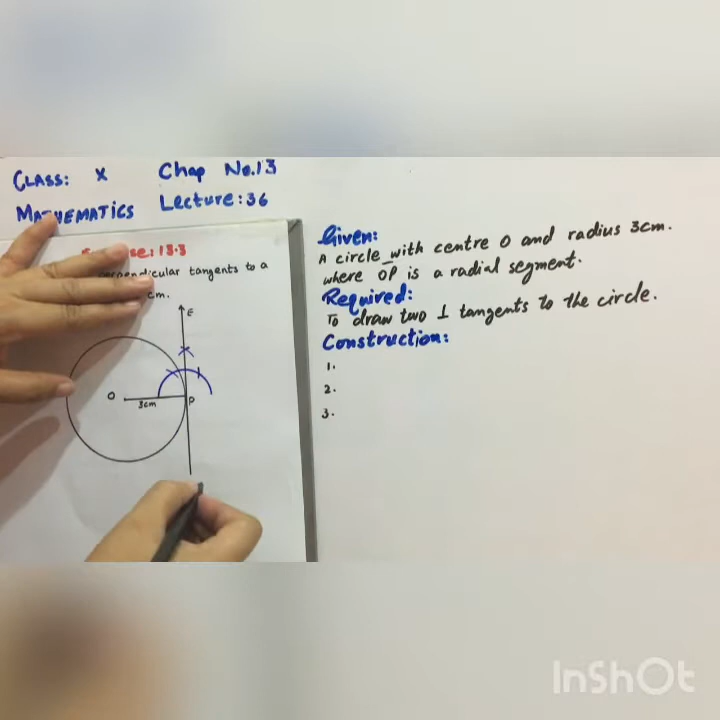 CLASS: X Chap No.13
MATHEMATICS Lecture:36
: 13.3
perpendicular tangents to a
cm.
E
O
3cm
P
Given:
A circle with centre O and radius 3cm.
where OP is a radial segment.
Required:
To draw two ⊥ tangents to the circle.
Construction:
1.
2.
3.
InShOt